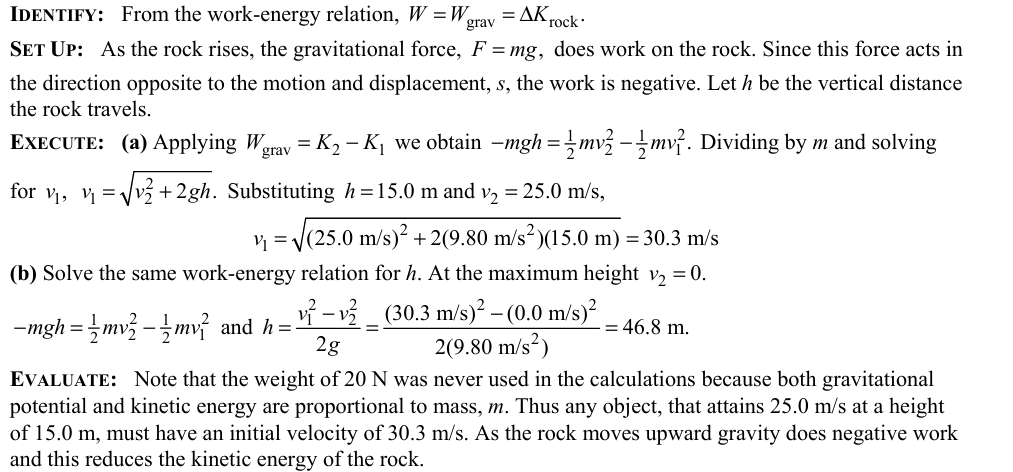 IDENTIFY: From the work-energy relation, W = W_grav = ΔK_rock.
SET UP: As the rock rises, the gravitational force, F = mg, does work on the rock. Since this force acts in
the direction opposite to the motion and displacement, s, the work is negative. Let h be the vertical distance
the rock travels.
EXECUTE: (a) Applying W_grav = K₂ − K₁ we obtain −mgh = ½mv₂² − ½mv₁². Dividing by m and solving
for v₁, v₁ = √(v₂² + 2gh). Substituting h = 15.0 m and v₂ = 25.0 m/s,
v₁ = √((25.0 m/s)² + 2(9.80 m/s²)(15.0 m)) = 30.3 m/s
(b) Solve the same work-energy relation for h. At the maximum height v₂ = 0.
−mgh = ½mv₂² − ½mv₁² and h = (v₁² − v₂²)/(2g) = ((30.3 m/s)² − (0.0 m/s)²)/(2(9.80 m/s²)) = 46.8 m.
EVALUATE: Note that the weight of 20 N was never used in the calculations because both gravitational
potential and kinetic energy are proportional to mass, m. Thus any object, that attains 25.0 m/s at a height
of 15.0 m, must have an initial velocity of 30.3 m/s. As the rock moves upward gravity does negative work
and this reduces the kinetic energy of the rock.